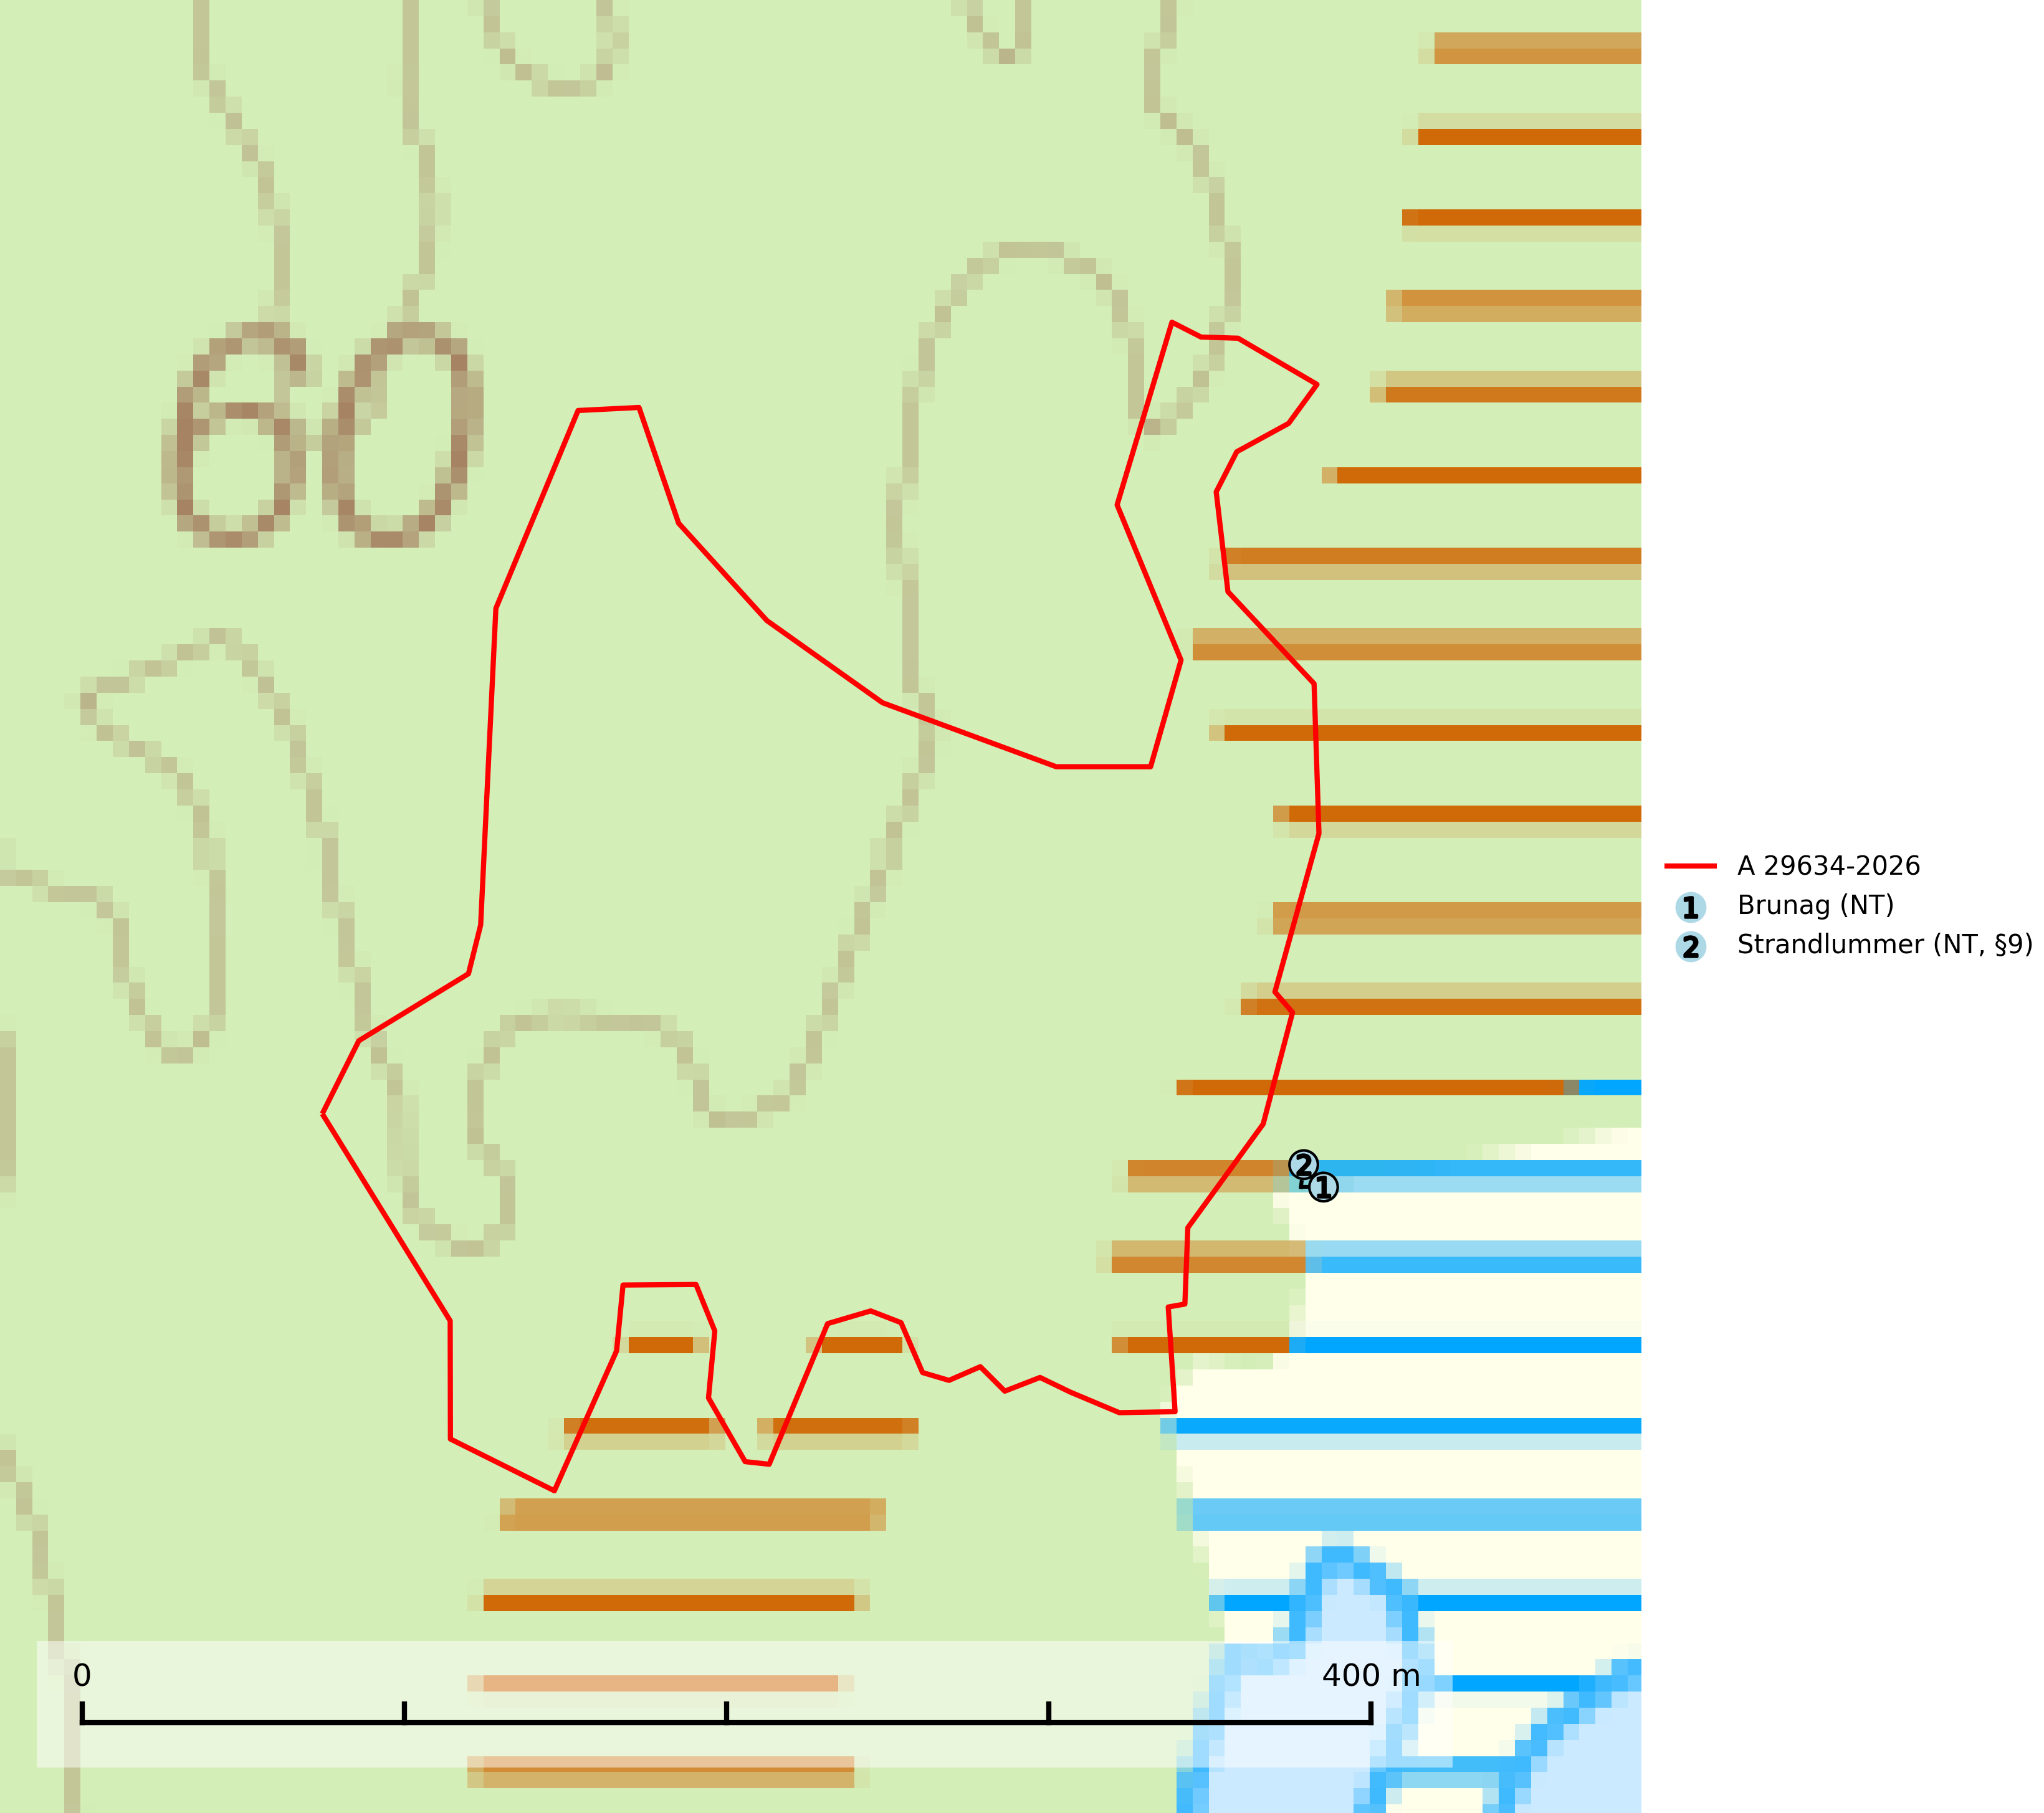 60
A 29634-2026
1 Brunag (NT)
2 Strandlummer (NT, §9)
2
1
0 400 m